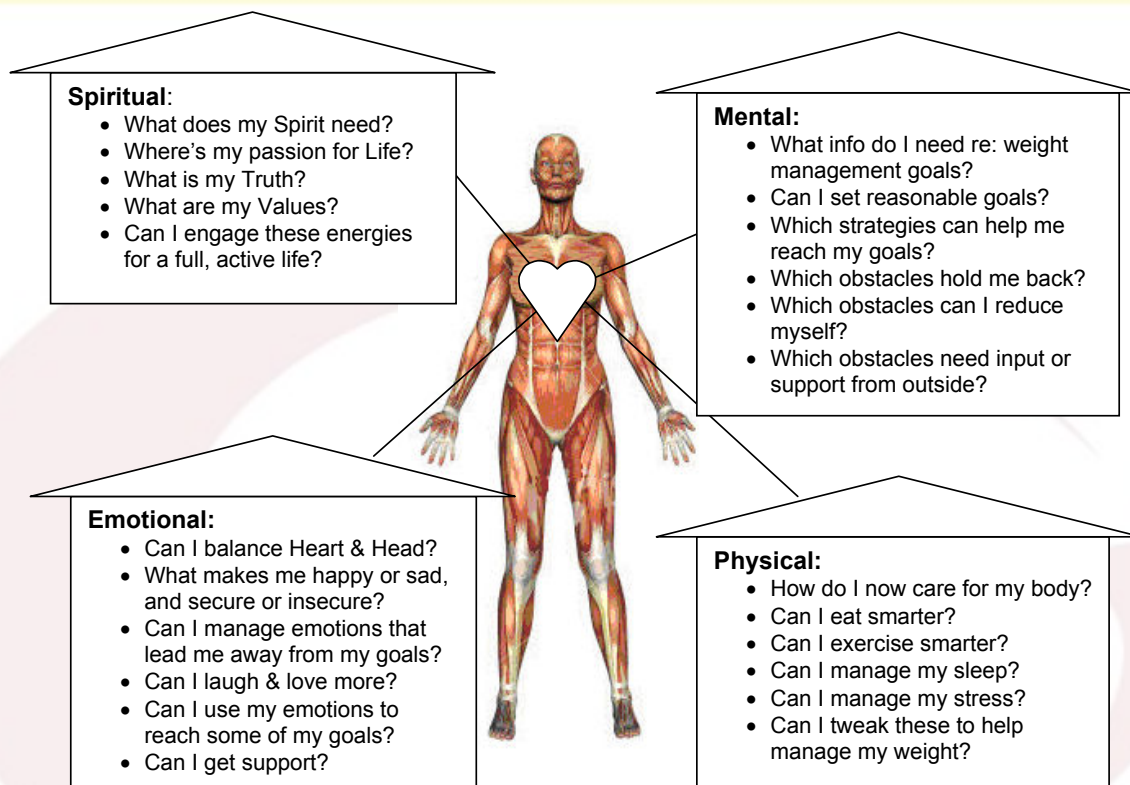 Spiritual:
• What does my Spirit need?
• Where's my passion for Life?
• What is my Truth?
• What are my Values?
• Can I engage these energies
for a full, active life?
Mental:
• What info do I need re: weight
management goals?
• Can I set reasonable goals?
• Which strategies can help me
reach my goals?
• Which obstacles hold me back?
• Which obstacles can I reduce
myself?
• Which obstacles need input or
support from outside?
Emotional:
• Can I balance Heart & Head?
• What makes me happy or sad,
and secure or insecure?
• Can I manage emotions that
lead me away from my goals?
• Can I laugh & love more?
• Can I use my emotions to
reach some of my goals?
• Can I get support?
Physical:
• How do I now care for my body?
• Can I eat smarter?
• Can I exercise smarter?
• Can I manage my sleep?
• Can I manage my stress?
• Can I tweak these to help
manage my weight?